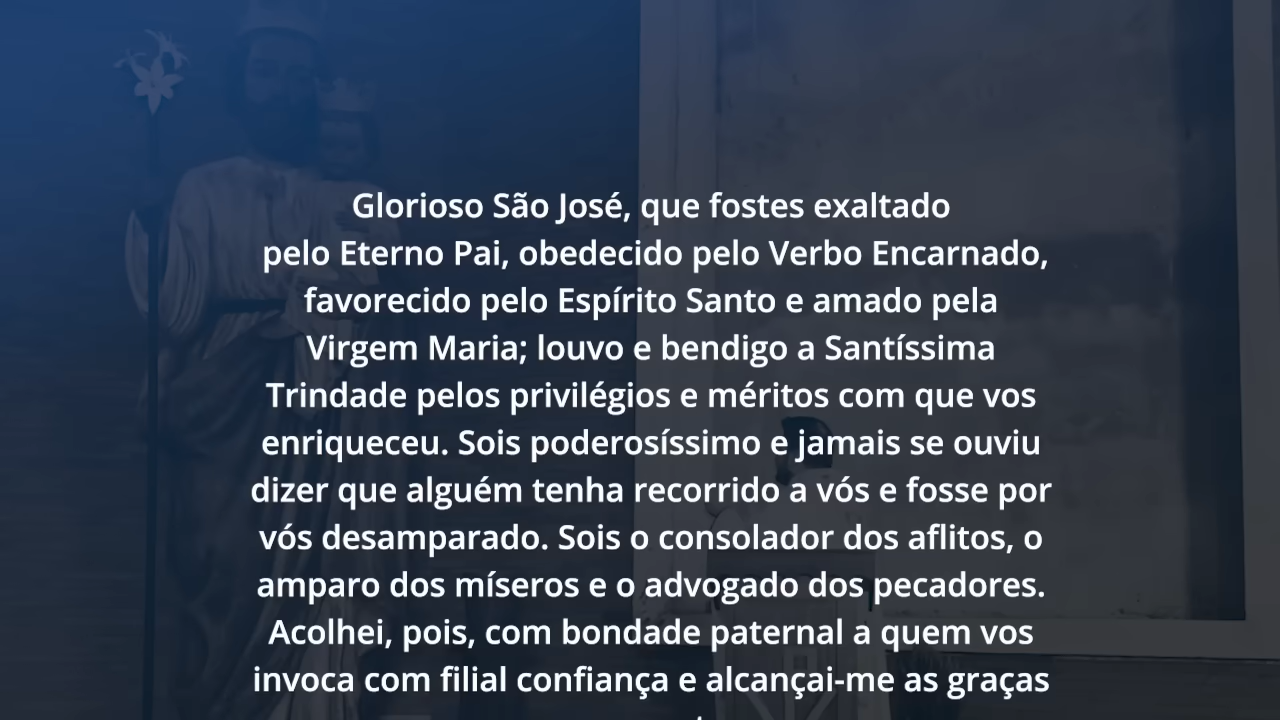 Glorioso São José, que fostes exaltado
pelo Eterno Pai, obedecido pelo Verbo Encarnado,
favorecido pelo Espírito Santo e amado pela
Virgem Maria; louvo e bendigo a Santíssima
Trindade pelos privilégios e méritos com que vos
enriqueceu. Sois poderosíssimo e jamais se ouviu
dizer que alguém tenha recorrido a vós e fosse por
vós desamparado. Sois o consolador dos aflitos, o
amparo dos míseros e o advogado dos pecadores.
Acolhei, pois, com bondade paternal a quem vos
invoca com filial confiança e alcançai-me as graças